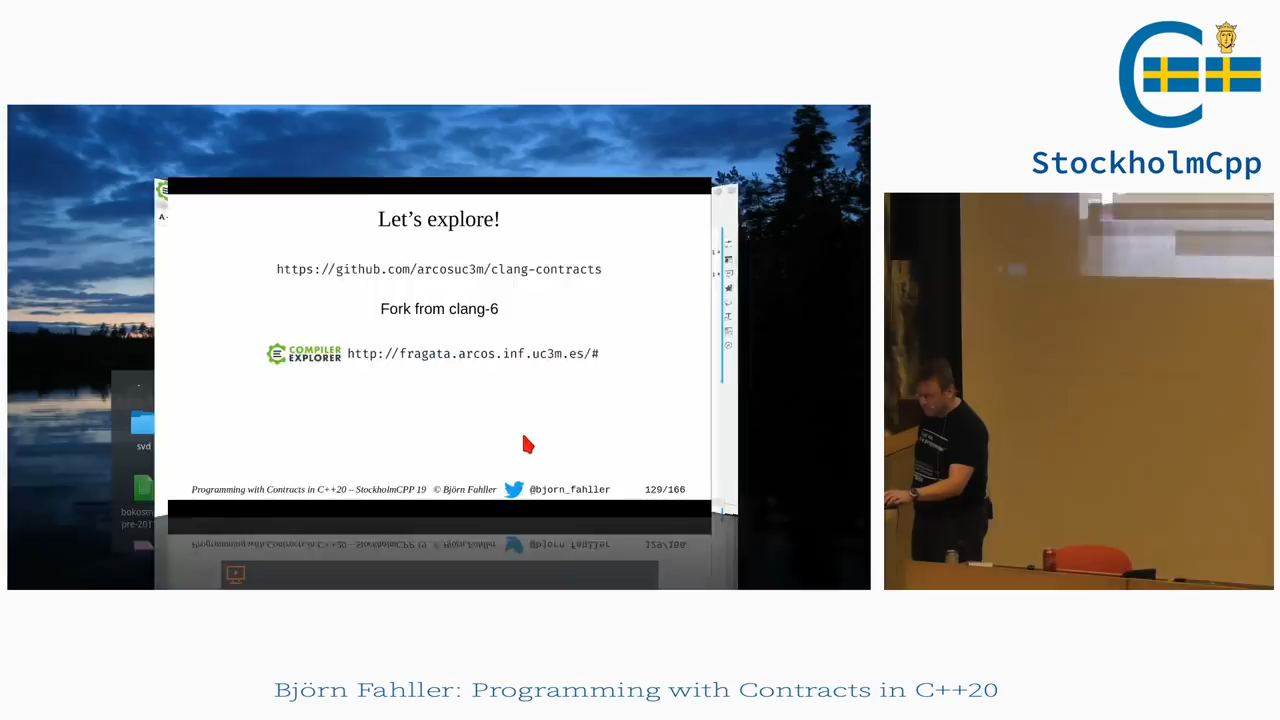 StockholmCpp
Let's explore!
https://github.com/arcosuc3m/clang-contracts
Fork from clang-6
COMPILER
EXPLORER
http://fragata.arcos.inf.uc3m.es/#
Programming with Contracts in C++20 – StockholmCPP 19 © Björn Fahller @bjorn_fahller 129/166
svd
Björn Fahller: Programming with Contracts in C++20